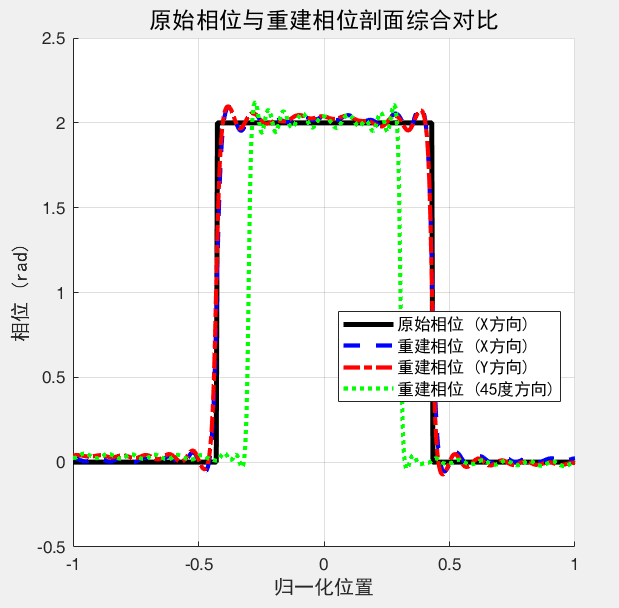 原始相位与重建相位剖面综合对比
2.5
2
1.5
1
0.5
0
-0.5
相位 (rad)
原始相位 (X方向)
重建相位 (X方向)
重建相位 (Y方向)
重建相位 (45度方向)
-1
-0.5
0
0.5
1
归一化位置